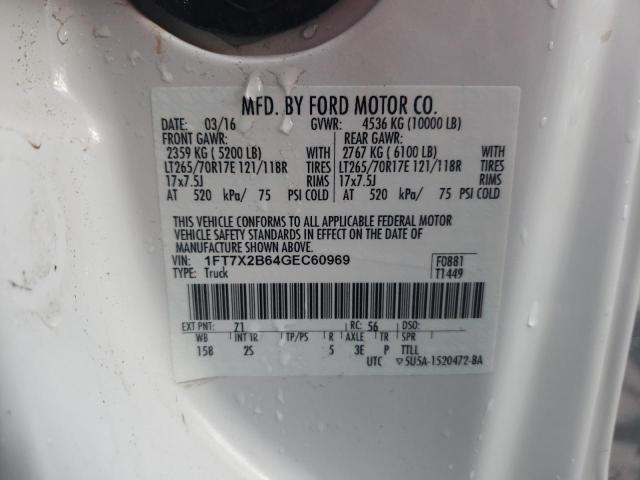 MFD. BY FORD MOTOR CO.
DATE: 03/16 GVWR: 4536 KG (10000 LB)
FRONT GAWR: REAR GAWR:
2359 KG ( 5200 LB) WITH 2767 KG ( 6100 LB) WITH
LT265/70R17E 121/118R TIRES LT265/70R17E 121/118R TIRES
17x7.5J RIMS 17x7.5J RIMS
AT 520 kPa/ 75 PSI COLD AT 520 kPa/ 75 PSI COLD
THIS VEHICLE CONFORMS TO ALL APPLICABLE FEDERAL MOTOR
VEHICLE SAFETY STANDARDS IN EFFECT ON THE DATE OF
MANUFACTURE SHOWN ABOVE.
VIN: 1FT7X2B64GEC60969 F0881
TYPE: Truck T1449
EXT PNT: 71 RC: 56 DSO:
WB INT TR TP/PS R AXLE TR SPR
158 2S 5 3E P TTLL
UTC ▽5U5A-1520472-BA